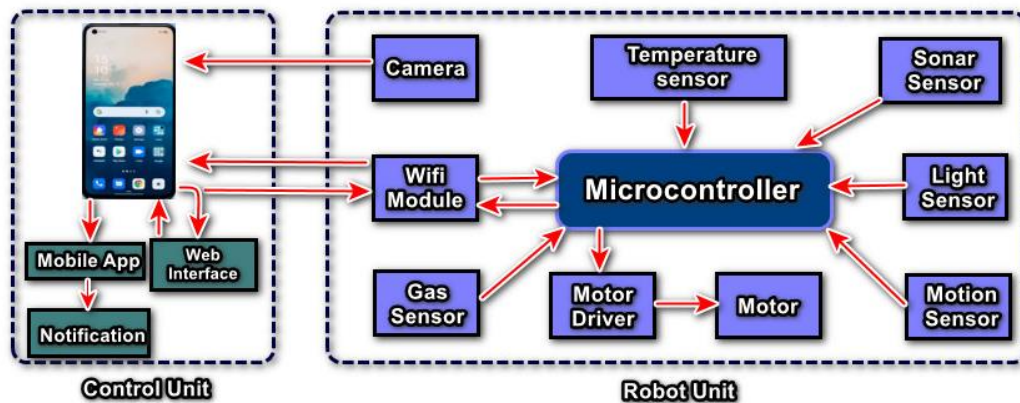 Camera
Temperature
sensor
Sonar
Sensor
Wifi
Module
Microcontroller
Light
Sensor
Mobile App
Web
Interface
Gas
Sensor
Motor
Driver
Motor
Motion
Sensor
Notification
Control Unit
Robot Unit